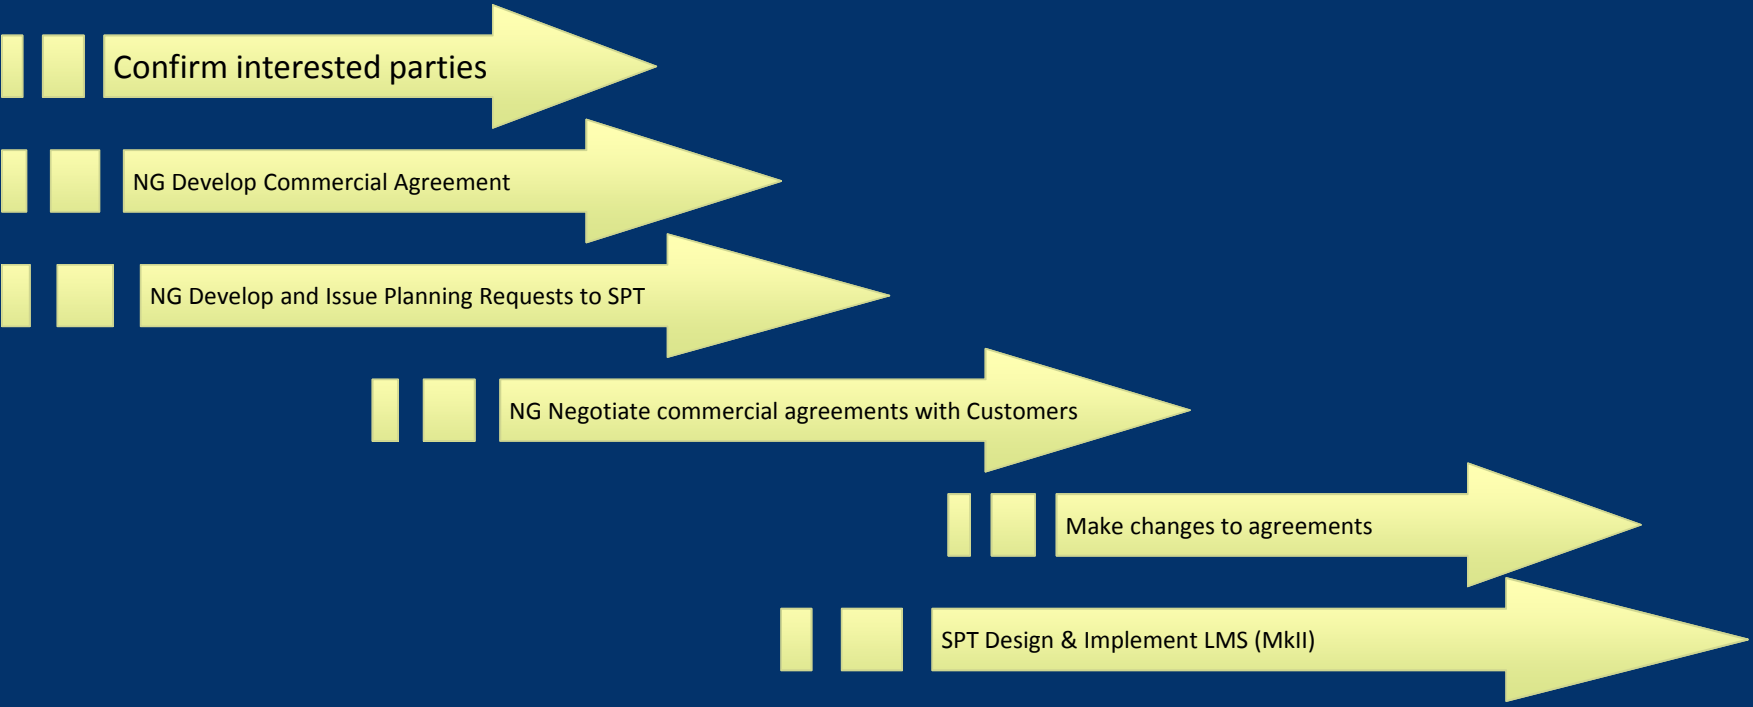 Confirm interested parties
NG Develop Commercial Agreement
NG Develop and Issue Planning Requests to SPT
NG Negotiate commercial agreements with Customers
Make changes to agreements
SPT Design & Implement LMS (MkII)